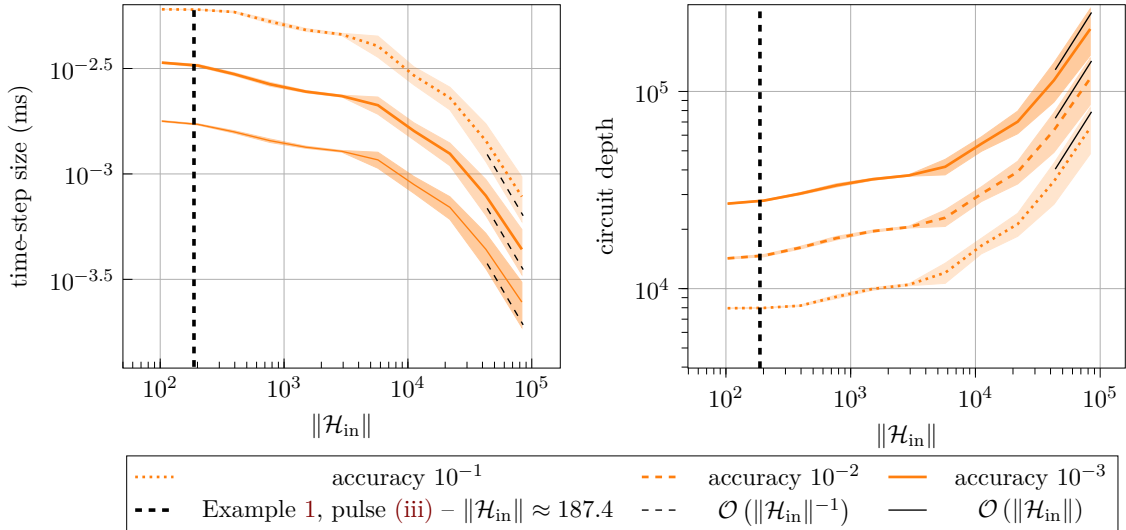 10^{-2.5}
10^{-3}
10^{-3.5}
time-step size (ms)
10^2 10^3 10^4 10^5
‖ℋ_in‖
10^5
10^4
circuit depth
10^2 10^3 10^4 10^5
‖ℋ_in‖
accuracy 10^{-1} accuracy 10^{-2} accuracy 10^{-3}
Example 1, pulse (iii) – ‖ℋ_in‖ ≈ 187.4 𝒪(‖ℋ_in‖^{-1}) 𝒪(‖ℋ_in‖)